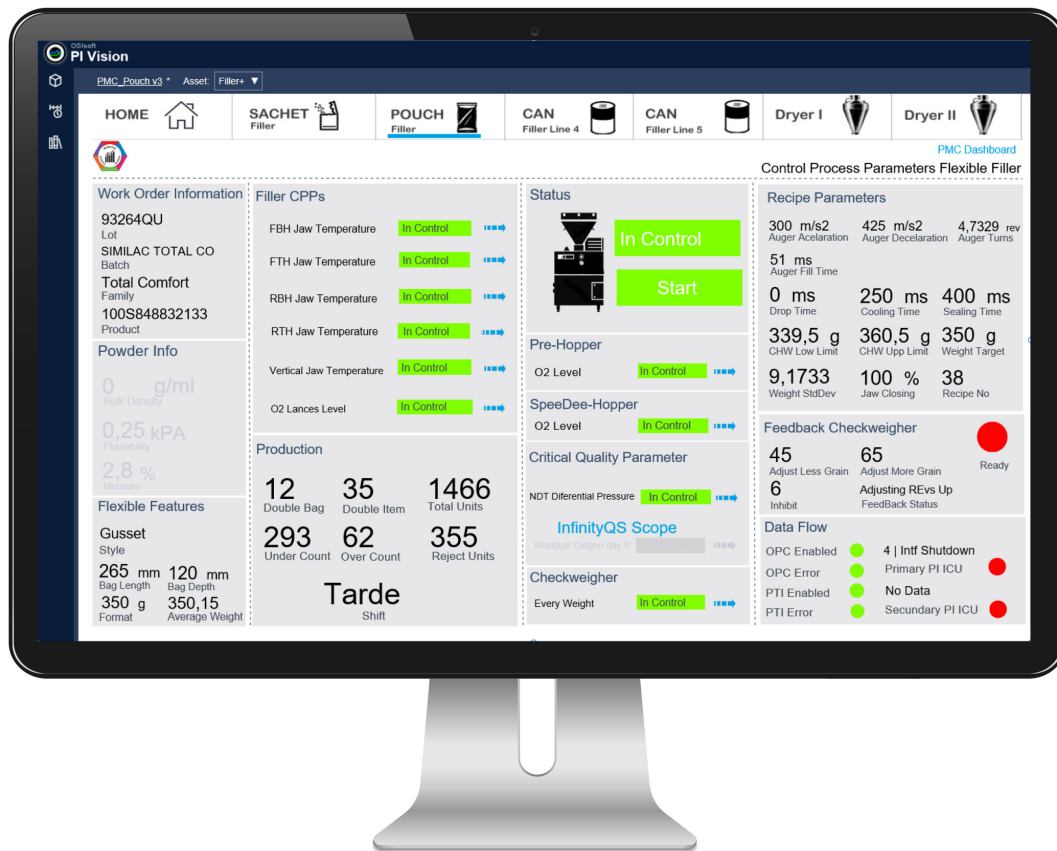 OSIsoft
PI Vision
PMC_Pouch v3 * Asset: Filler+ ▼
HOME
SACHET
Filler
POUCH
Filler
CAN
Filler Line 4
CAN
Filler Line 5
Dryer I
Dryer II
PMC Dashboard
Control Process Parameters Flexible Filler
Work Order Information
93264QU
Lot
SIMILAC TOTAL CO
Batch
Total Comfort
Family
100S848832133
Product
Powder Info
0 g/ml
Bulk Density
0,25 kPA
Flowability
2,8 %
Moisture
Flexible Features
Gusset
Style
265 mm 120 mm
Bag Length Bag Depth
350 g 350,15
Format Average Weight
Filler CPPs
FBH Jaw Temperature In Control
FTH Jaw Temperature In Control
RBH Jaw Temperature In Control
RTH Jaw Temperature In Control
Vertical Jaw Temperature In Control
O2 Lances Level In Control
Production
12 35 1466
Double Bag Double Item Total Units
293 62 355
Under Count Over Count Reject Units
Tarde
Shift
Status
In Control
Start
Pre-Hopper
O2 Level In Control
SpeeDee-Hopper
O2 Level In Control
Critical Quality Parameter
NDT Diferential Pressure In Control
InfinityQS Scope
Residual Oxigen day 0
Checkweigher
Every Weight In Control
Recipe Parameters
300 m/s2 425 m/s2 4,7329 rev
Auger Acelaration Auger Decelaration Auger Turns
51 ms
Auger Fill Time
0 ms 250 ms 400 ms
Drop Time Cooling Time Sealing Time
339,5 g 360,5 g 350 g
CHW Low Limit CHW Upp Limit Weight Target
9,1733 100 % 38
Weight StdDev Jaw Closing Recipe No
Feedback Checkweigher
45 65
Adjust Less Grain Adjust More Grain Ready
6 Adjusting REvs Up
Inhibit FeedBack Status
Data Flow
OPC Enabled 4 | Intf Shutdown
OPC Error Primary PI ICU
PTI Enabled No Data
PTI Error Secundary PI ICU